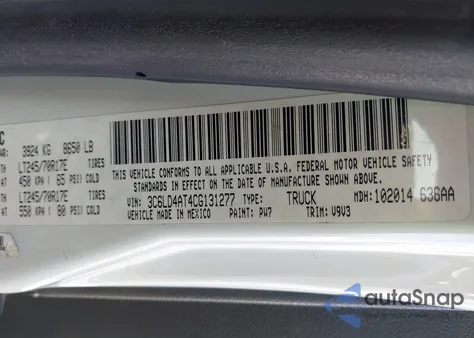 3924 KG 8650 LB
LT245/70R17E TIRES
AT 450 KPA( 65 PSI) COLD
LT245/70R17E TIRES
AT 550 KPA( 80 PSI) COLD
THIS VEHICLE CONFORMS TO ALL APPLICABLE U.S.A. FEDERAL MOTOR VEHICLE SAFETY
STANDARDS IN EFFECT ON THE DATE OF MANUFACTURE SHOWN ABOVE.
VIN: 3C6LD4AT4CG131277 TYPE: TRUCK MDH: 102014 636AA
VEHICLE MADE IN MEXICO PAINT: PW7 TRIM: V9V3
autoSnap